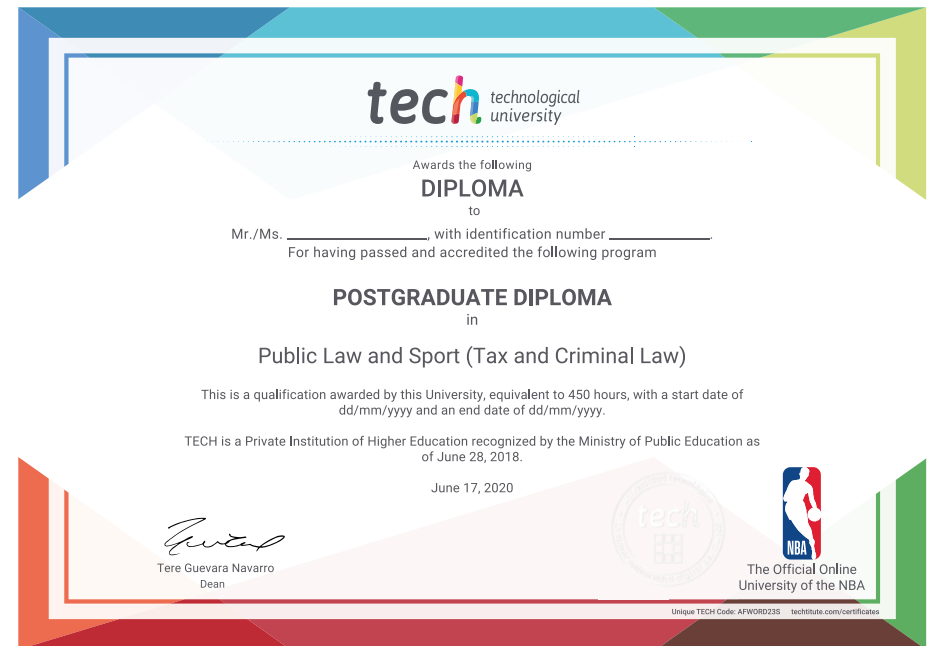 tech technological
university
Awards the following
DIPLOMA
to
Mr./Ms. ____________________, with identification number ______________.
For having passed and accredited the following program
POSTGRADUATE DIPLOMA
in
Public Law and Sport (Tax and Criminal Law)
This is a qualification awarded by this University, equivalent to 450 hours, with a start date of
dd/mm/yyyy and an end date of dd/mm/yyyy.
TECH is a Private Institution of Higher Education recognized by the Ministry of Public Education as
of June 28, 2018.
June 17, 2020
tech
NBA
Tere Guevara Navarro
Dean
The Official Online
University of the NBA
Unique TECH Code: AFWORD23S techtitute.com/certificates